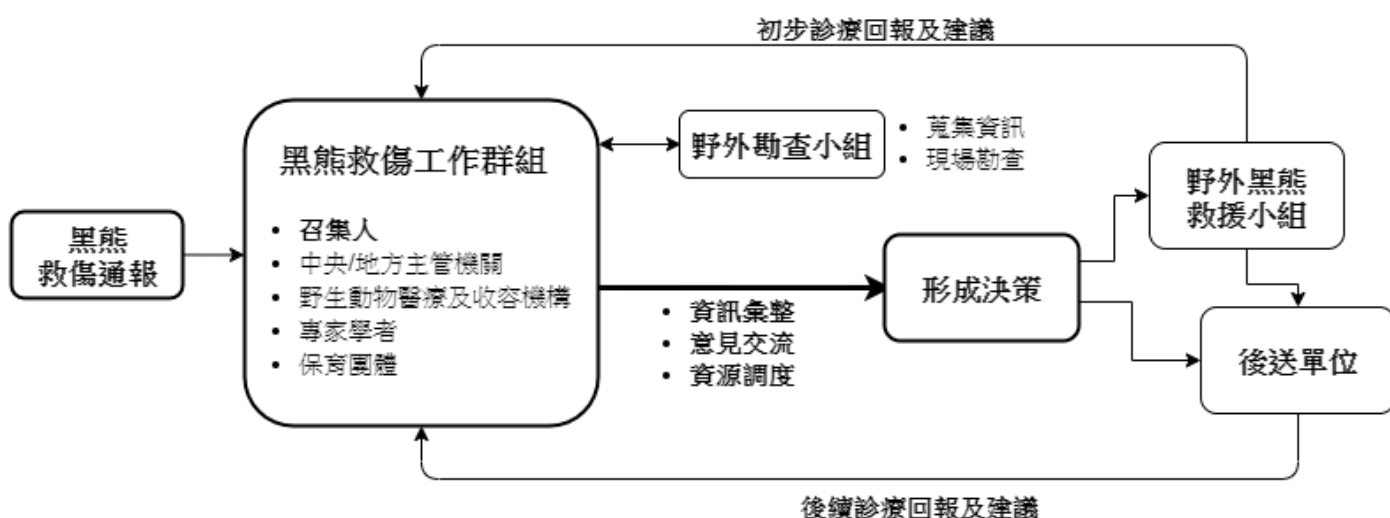 初步診療回報及建議
黑熊
救傷通報
黑熊救傷工作群組
• 召集人
• 中央/地方主管機關
• 野生動物醫療及收容機構
• 專家學者
• 保育團體
野外勘查小組
• 蒐集資訊
• 現場勘查
• 資訊彙整
• 意見交流
• 資源調度
形成決策
野外黑熊
救援小組
後送單位
後續診療回報及建議